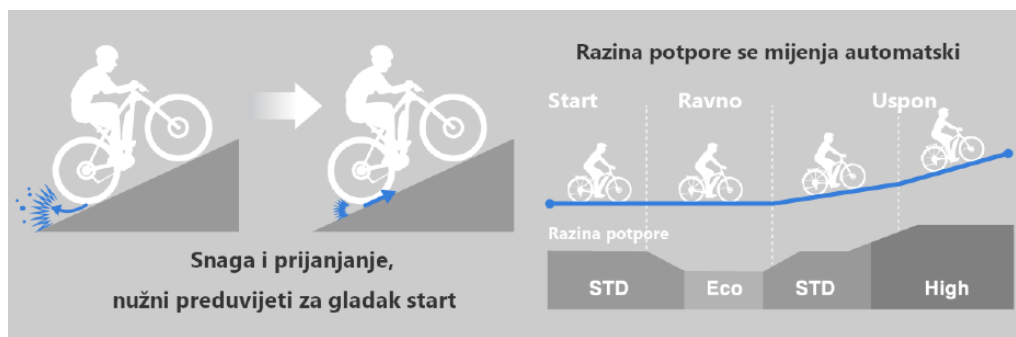 Snaga i prijanjanje,
nužni preduvijeti za gladak start
Razina potpore se mijenja automatski
Start Ravno Uspon
Razina potpore
STD Eco STD High